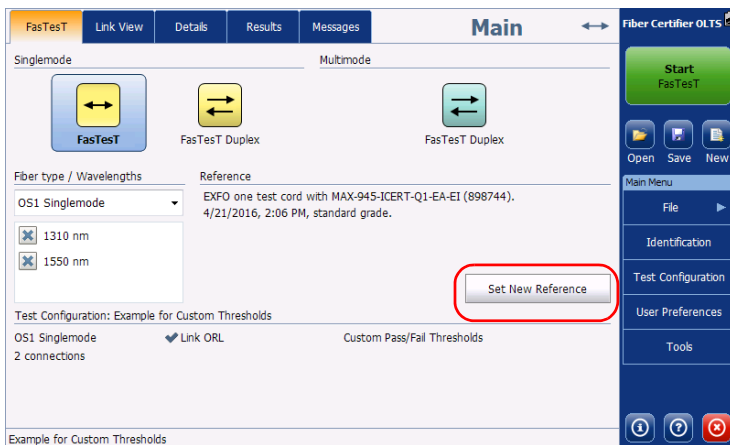 FasTesT Link View Details Results Messages Main Fiber Certifier OLTS
Singlemode Multimode
Start
FasTesT
FasTesT FasTesT Duplex FasTesT Duplex
Open Save New
Fiber type / Wavelengths Reference
Main Menu
OS1 Singlemode
EXFO one test cord with MAX-945-ICERT-Q1-EA-EI (898744).
4/21/2016, 2:06 PM, standard grade.
File
1310 nm
1550 nm
Identification
Test Configuration
Set New Reference
User Preferences
Tools
Test Configuration: Example for Custom Thresholds
OS1 Singlemode Link ORL Custom Pass/Fail Thresholds
2 connections
Example for Custom Thresholds